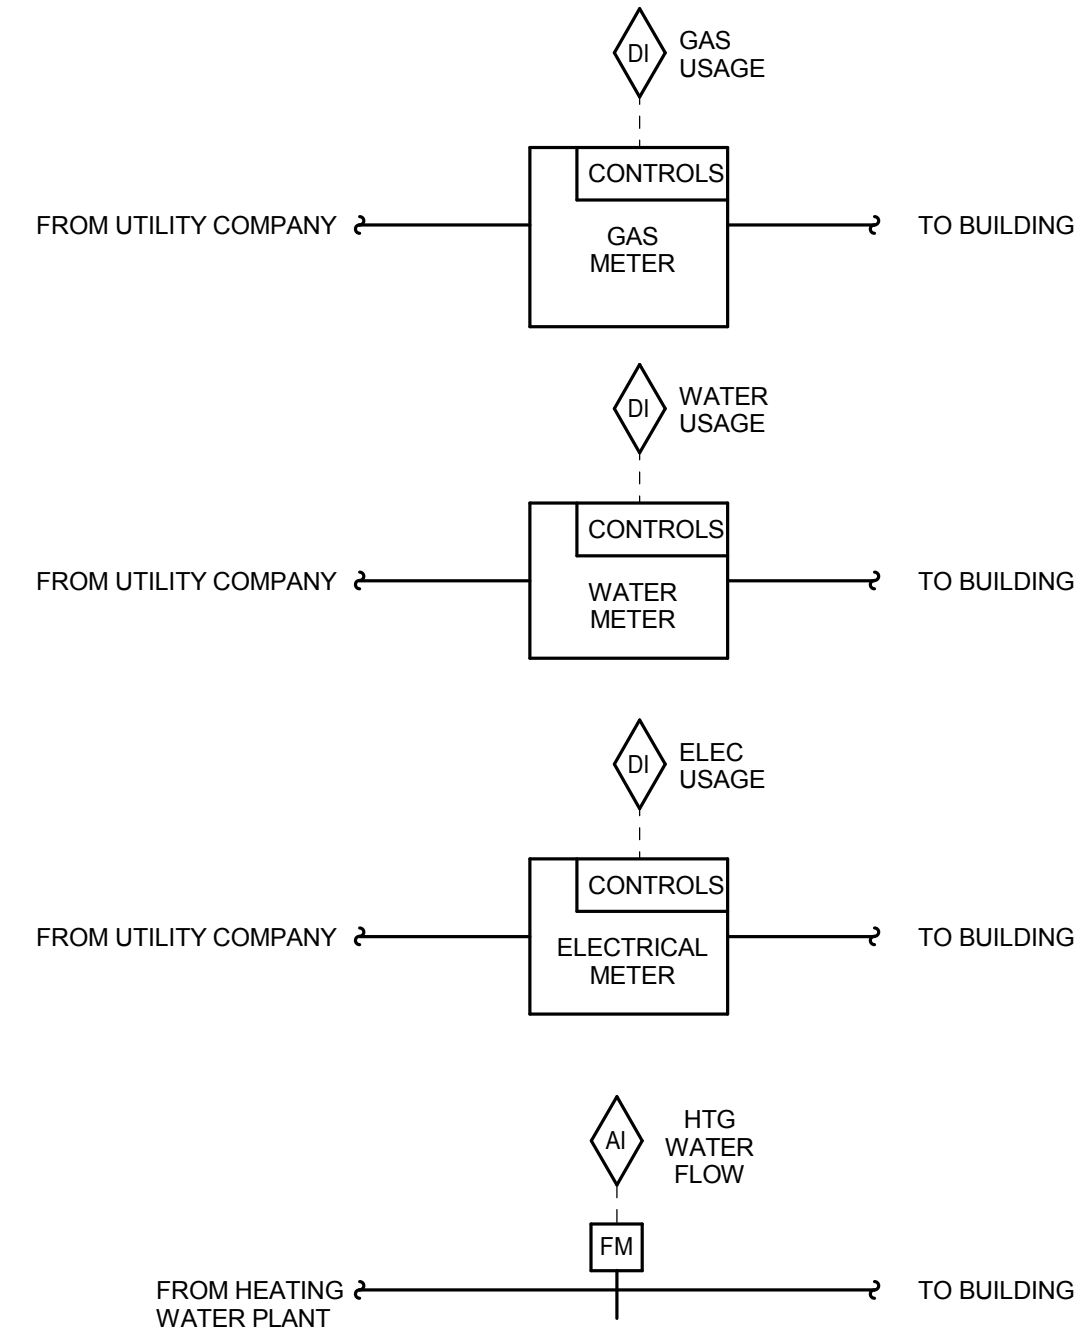 DI
GAS
USAGE
CONTROLS
FROM UTILITY COMPANY
GAS
METER
TO BUILDING
DI
WATER
USAGE
CONTROLS
FROM UTILITY COMPANY
WATER
METER
TO BUILDING
DI
ELEC
USAGE
CONTROLS
FROM UTILITY COMPANY
ELECTRICAL
METER
TO BUILDING
AI
HTG
WATER
FLOW
FM
FROM HEATING
WATER PLANT
TO BUILDING